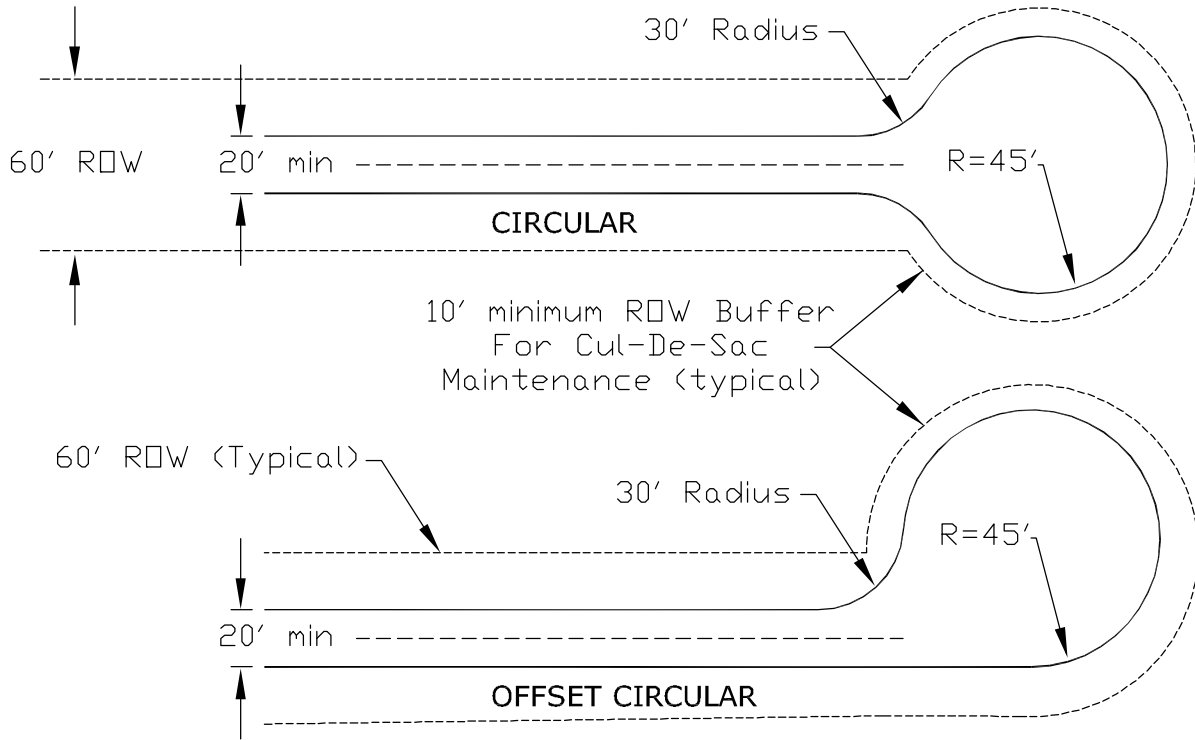 30' Radius
60' ROW
20' min
R=45'
CIRCULAR
10' minimum ROW Buffer
For Cul-De-Sac
Maintenance (typical)
60' ROW (Typical)
30' Radius
R=45'
20' min
OFFSET CIRCULAR